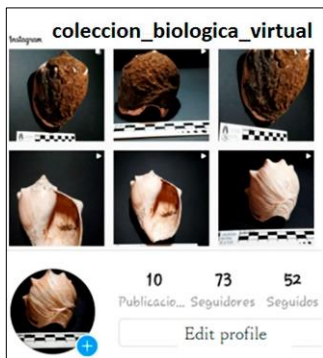 coleccion_biologica_virtual
Instagram
10 73 52
Publicacio... Seguidores Seguidos
Edit profile